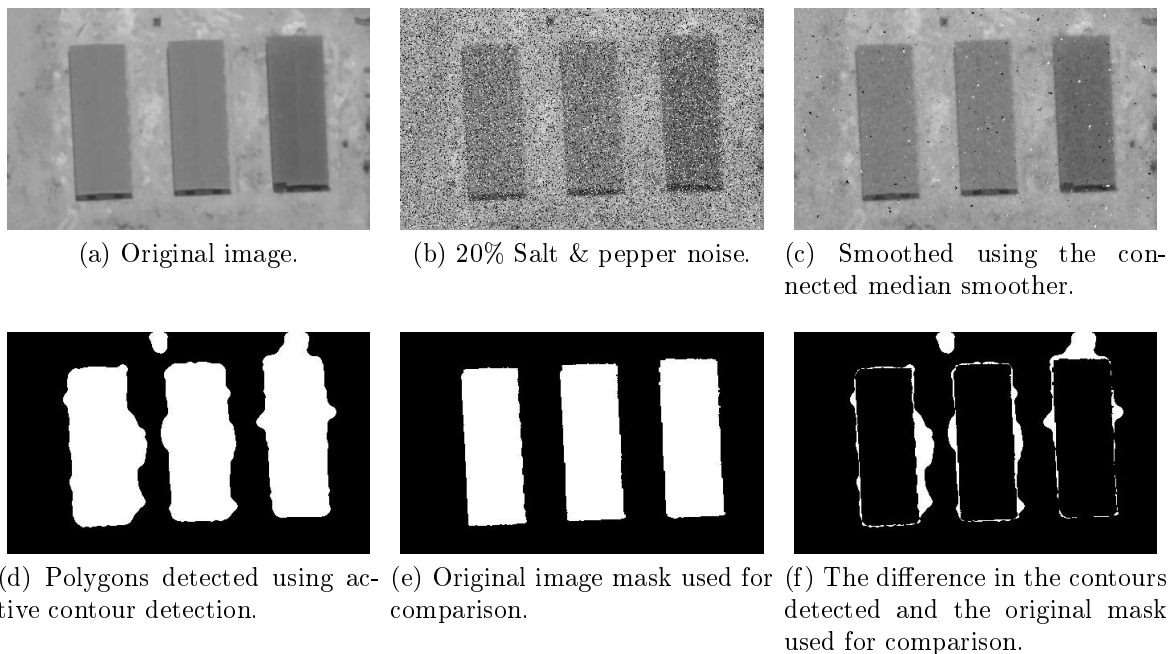 (a) Original image.
(b) 20% Salt & pepper noise.
(c) Smoothed using the con-
nected median smoother.
(d) Polygons detected using ac-
tive contour detection.
(e) Original image mask used for
comparison.
(f) The difference in the contours
detected and the original mask
used for comparison.